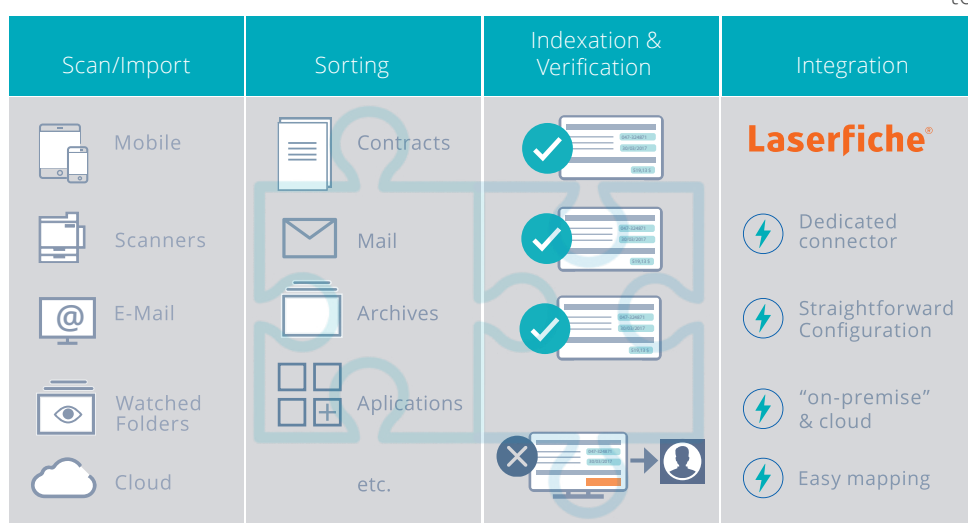 Scan/Import
Sorting
Indexation &
Verification
Integration
Mobile
Scanners
@
E-Mail
Watched
Folders
Cloud
Contracts
Mail
Archives
Aplications
etc.
Laserfiche®
Dedicated
connector
Straightforward
Configuration
"on-premise"
& cloud
Easy mapping